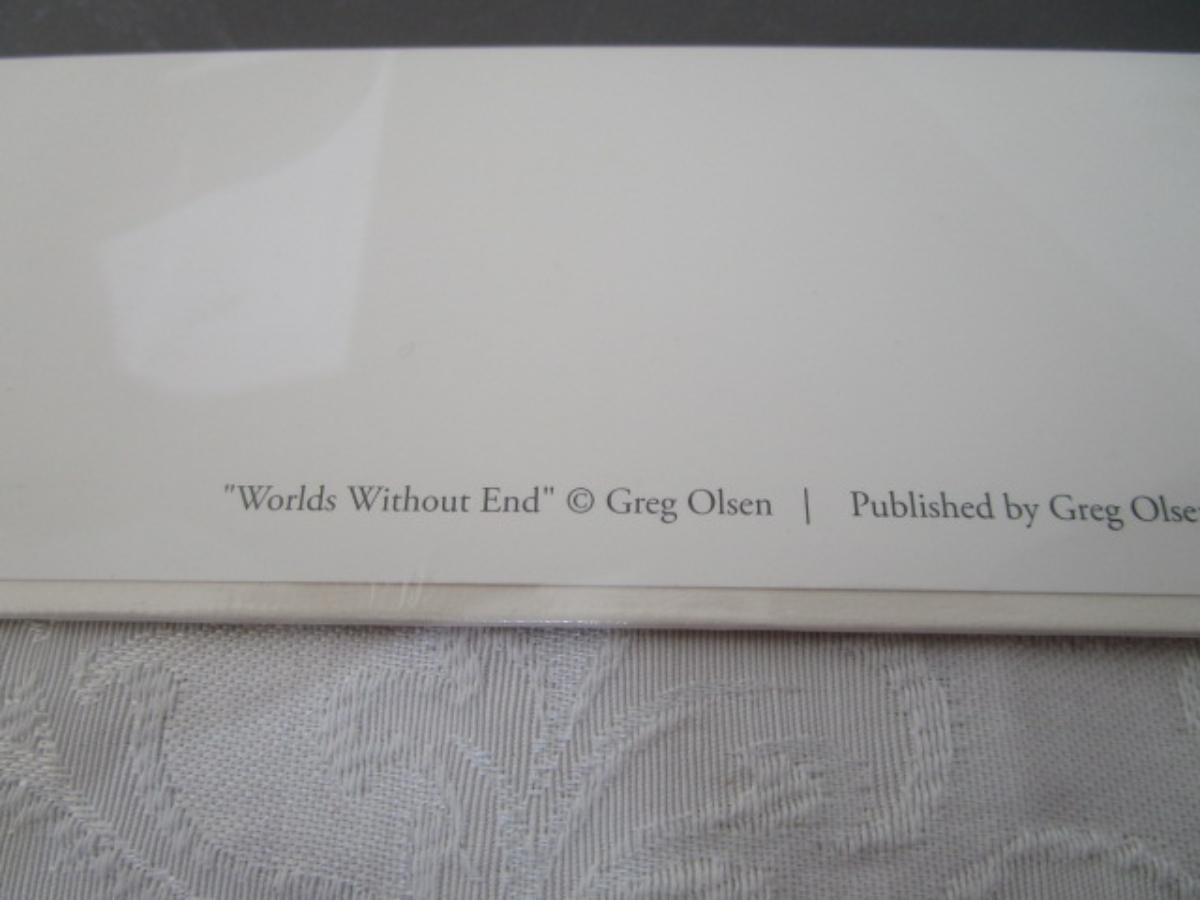 "Worlds Without End" © Greg Olsen | Published by Greg